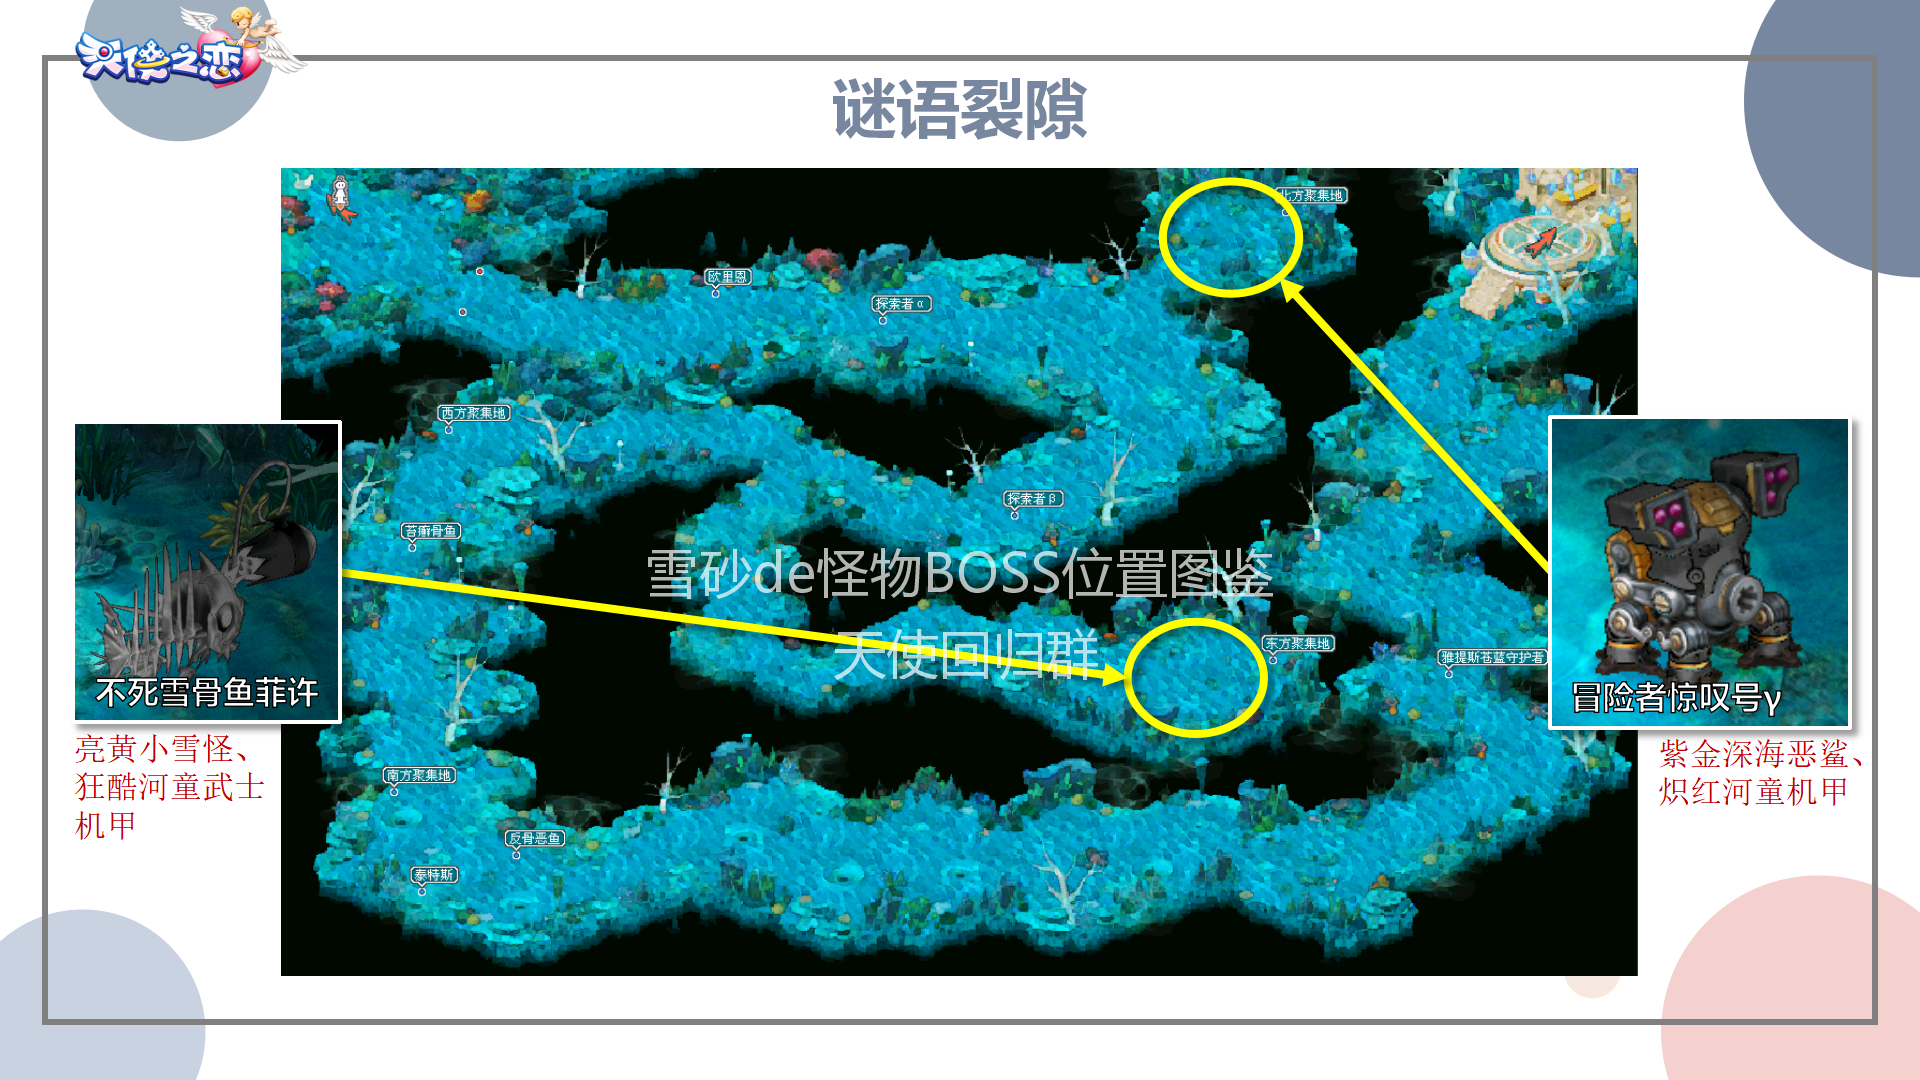 天使之恋
谜语裂隙
北方聚集地
欧里恩
探索者 α
西方聚集地
探索者 β
苔癣骨鱼
雪砂de怪物BOSS位置图鉴
天使回归群
东方聚集地
雅提斯苍蓝守护者
不死雪骨鱼菲许
冒险者惊叹号γ
亮黄小雪怪、
狂酷河童武士
机甲
紫金深海恶鲨、
炽红河童机甲
南方聚集地
反骨恶鱼
泰特斯